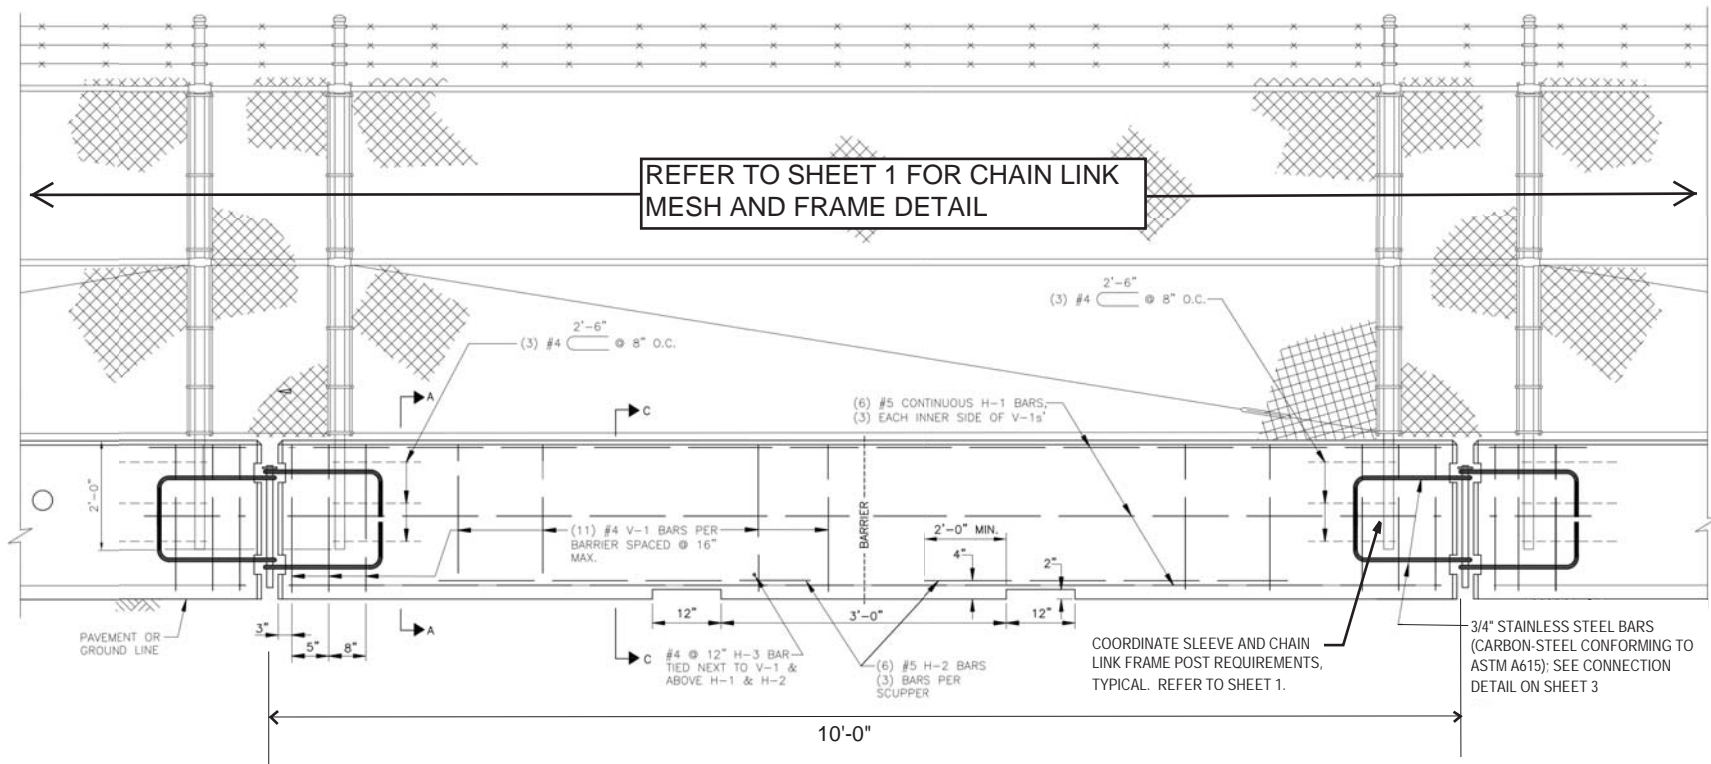 REFER TO SHEET 1 FOR CHAIN LINK
MESH AND FRAME DETAIL
2'-6"
(3) #4 @ 8" O.C.
2'-6"
(3) #4 @ 8" O.C.
A
C
(6) #5 CONTINUOUS H-1 BARS,
(3) EACH INNER SIDE OF V-1s'
2'-0"
(11) #4 V-1 BARS PER
BARRIER SPACED @ 16"
MAX.
BARRIER
2'-0" MIN.
4"
2"
12"
3'-0"
12"
PAVEMENT OR
GROUND LINE
3"
5"
8"
A
C
#4 @ 12" H-3 BAR
TIED NEXT TO V-1 &
ABOVE H-1 & H-2
(6) #5 H-2 BARS
(3) BARS PER
SCUPPER
COORDINATE SLEEVE AND CHAIN
LINK FRAME POST REQUIREMENTS,
TYPICAL. REFER TO SHEET 1.
3/4" STAINLESS STEEL BARS
(CARBON-STEEL CONFORMING TO
ASTM A615); SEE CONNECTION
DETAIL ON SHEET 3
10'-0"